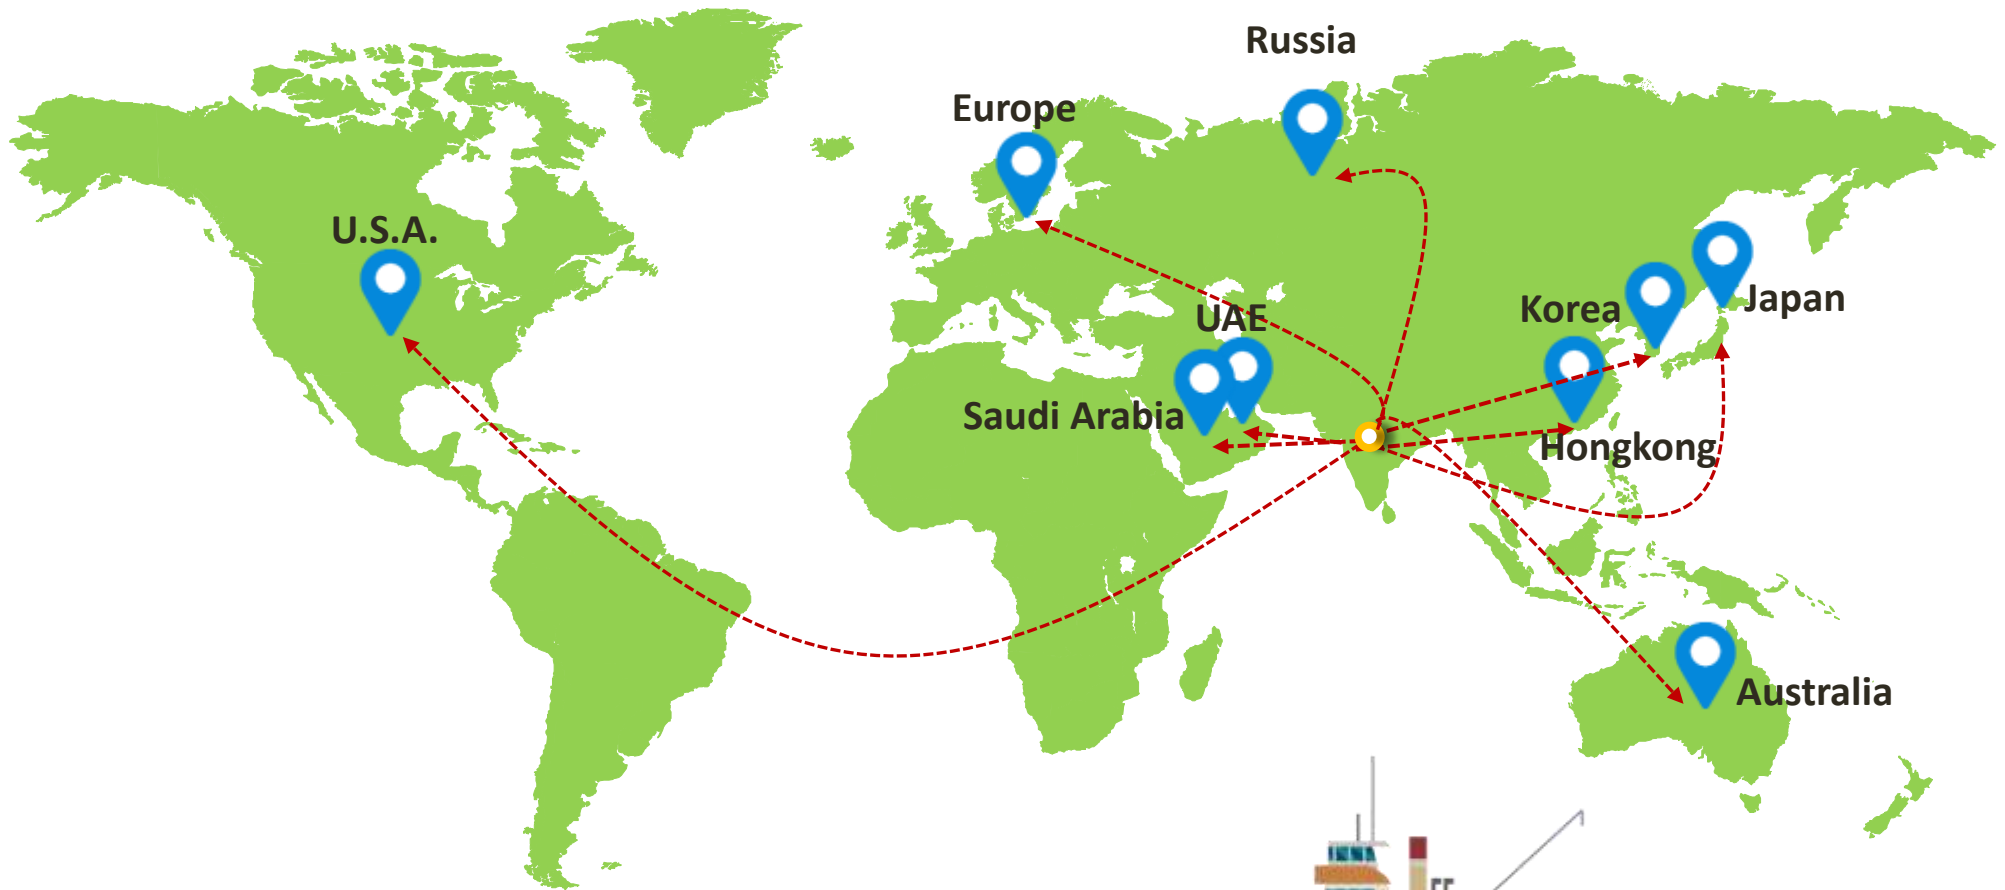 Russia
Europe
U.S.A.
Japan
Korea
UAE
Saudi Arabia
Hongkong
Australia